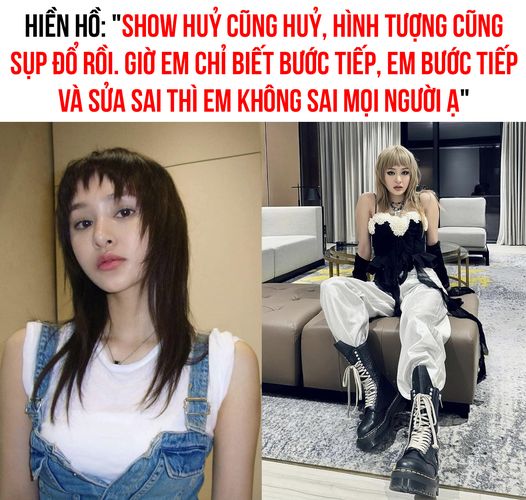 HIỀN HỒ: "SHOW HUỶ CŨNG HUỶ, HÌNH TƯỢNG CŨNG
SỤP ĐỔ RỒI. GIỜ EM CHỈ BIẾT BƯỚC TIẾP, EM BƯỚC TIẾP
VÀ SỬA SAI THÌ EM KHÔNG SAI MỌI NGƯỜI Ạ"